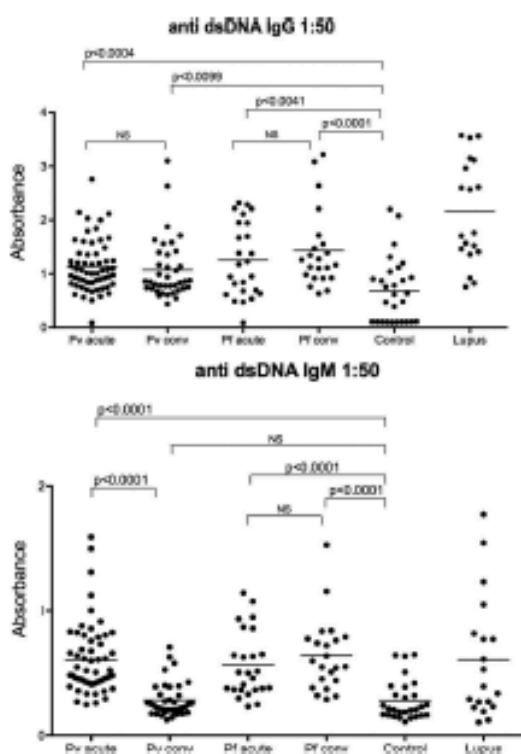 anti dsDNA IgG 1:50
p<0.0004
p<0.0099
p<0.0041
NS
NS
p<0.0001
4
3
2
1
0
Absorbance
Pv acute
Pv conv
Pf acute
Pf conv
Control
Lupus
anti dsDNA IgM 1:50
p<0.0001
NS
p<0.0001
p<0.0001
NS
p<0.0001
2
1
0
Absorbance
Pv acute
Pv conv
Pf acute
Pf conv
Control
Lupus